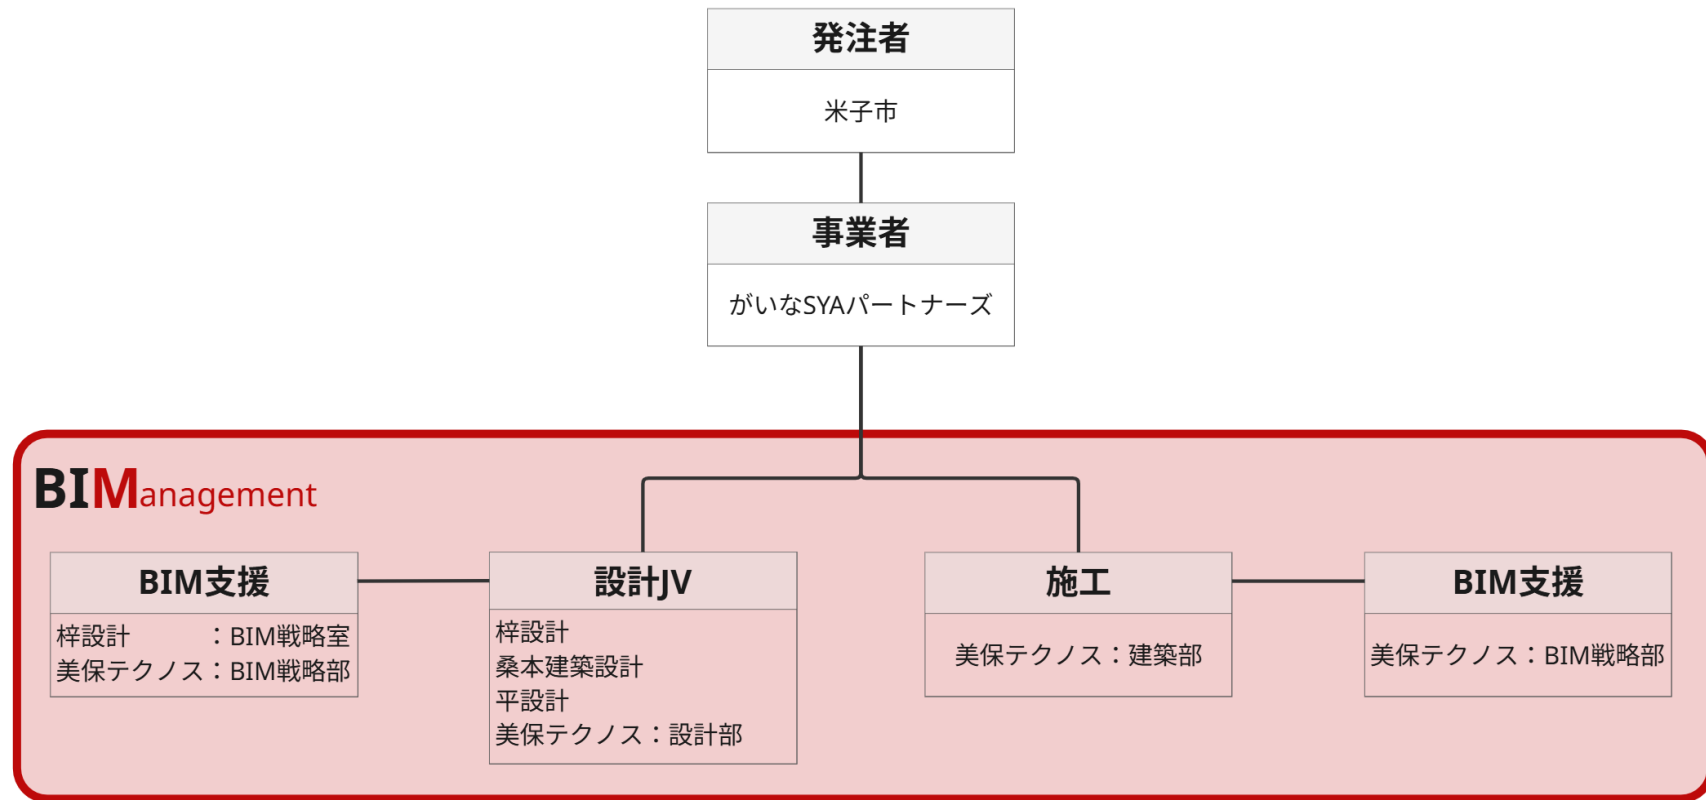 発注者
米子市
事業者
がいなSYAパートナーズ
BIManagement
BIM支援
梓設計　　　：BIM戦略室
美保テクノス：BIM戦略部
設計JV
梓設計
桑本建築設計
平設計
美保テクノス：設計部
施工
美保テクノス：建築部
BIM支援
美保テクノス：BIM戦略部